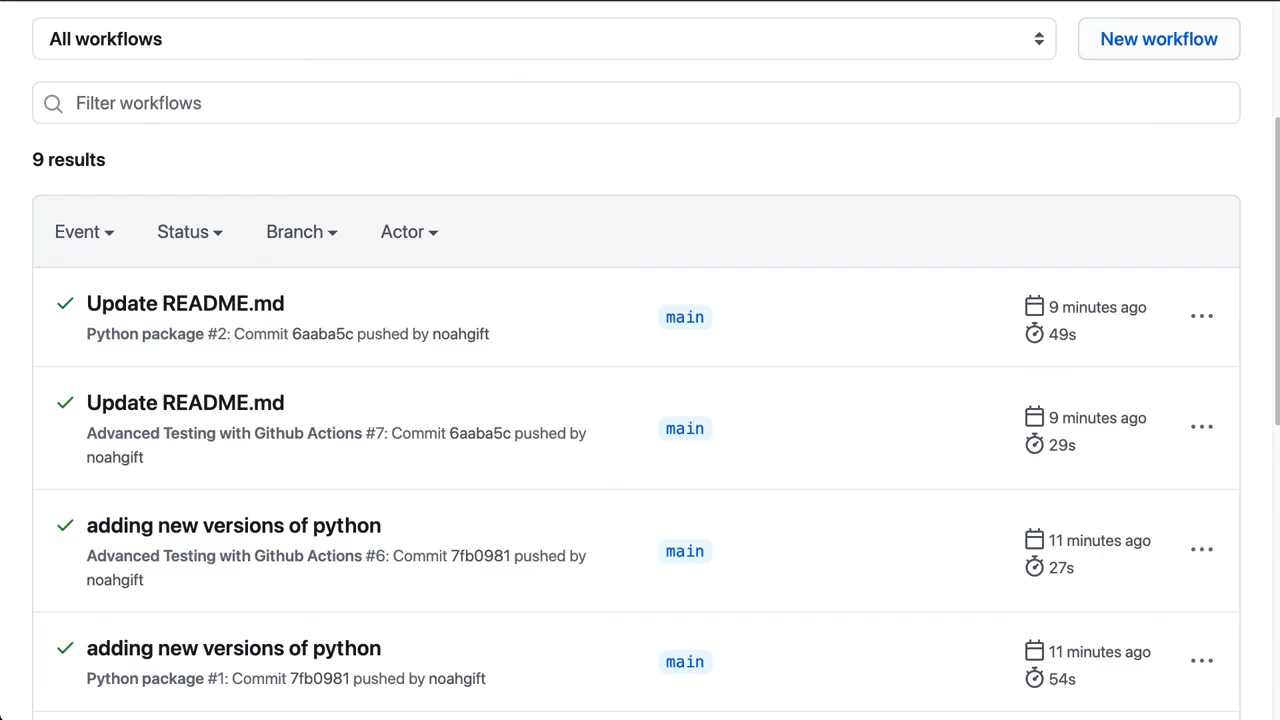 All workflows
New workflow
Filter workflows
9 results
Event Status Branch Actor
Update README.md
Python package #2: Commit 6aaba5c pushed by noahgift
main
9 minutes ago
49s
Update README.md
Advanced Testing with Github Actions #7: Commit 6aaba5c pushed by
noahgift
main
9 minutes ago
29s
adding new versions of python
Advanced Testing with Github Actions #6: Commit 7fb0981 pushed by
noahgift
main
11 minutes ago
27s
adding new versions of python
Python package #1: Commit 7fb0981 pushed by noahgift
main
11 minutes ago
54s